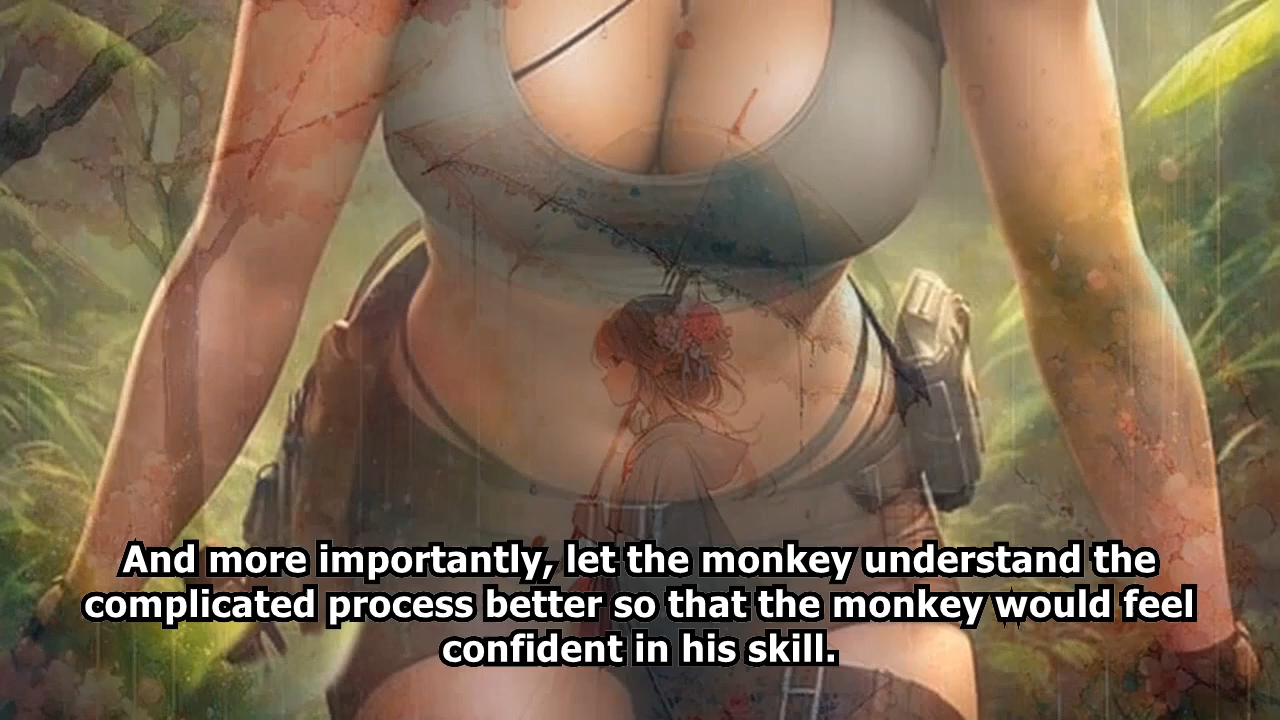 And more importantly, let the monkey understand the
complicated process better so that the monkey would feel
confident in his skill.